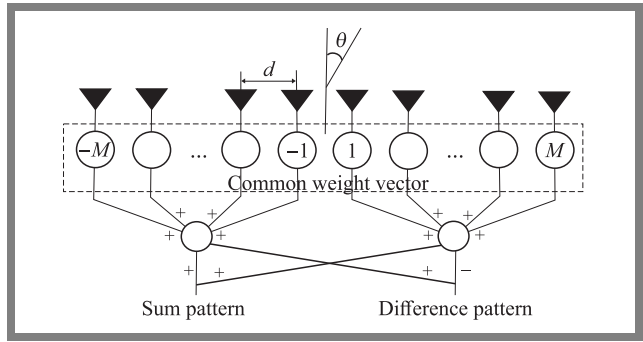 θ
d
−M ... −1 1 ... M
Common weight vector
+ + + + + + + +
+ + + −
Sum pattern Difference pattern